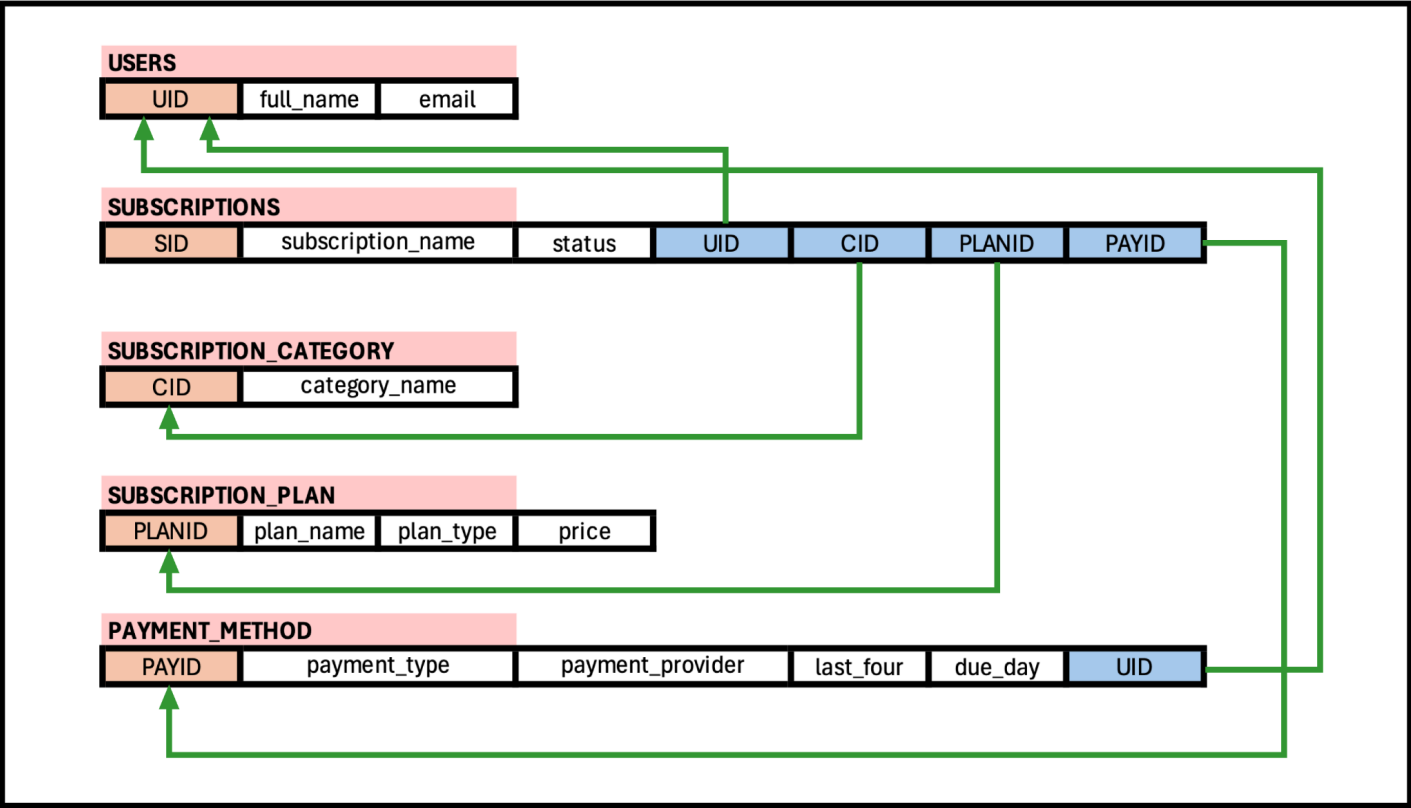 USERS
UID full_name email
SUBSCRIPTIONS
SID subscription_name status UID CID PLANID PAYID
SUBSCRIPTION_CATEGORY
CID category_name
SUBSCRIPTION_PLAN
PLANID plan_name plan_type price
PAYMENT_METHOD
PAYID payment_type payment_provider last_four due_day UID